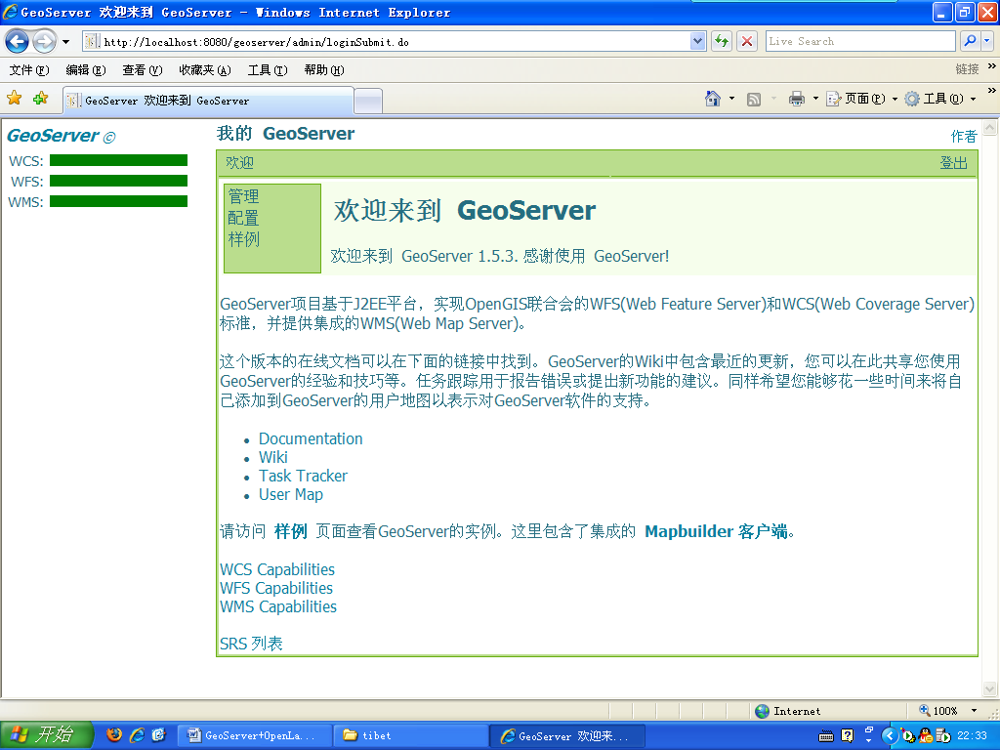 GeoServer 欢迎来到 GeoServer - Windows Internet Explorer
http://localhost:8080/geoserver/admin/loginSubmit.do
Live Search
文件(F) 编辑(E) 查看(V) 收藏夹(A) 工具(T) 帮助(H) 链接 »
GeoServer 欢迎来到 GeoServer
页面(P) 工具(O) »
GeoServer ©
WCS:
WFS:
WMS:
我的 GeoServer
作者
欢迎 登出
管理
配置
样例
欢迎来到 GeoServer
欢迎来到 GeoServer 1.5.3. 感谢使用 GeoServer!
GeoServer项目基于J2EE平台，实现OpenGIS联合会的WFS(Web Feature Server)和WCS(Web Coverage Server)
标准，并提供集成的WMS(Web Map Server)。
这个版本的在线文档可以在下面的链接中找到。GeoServer的Wiki中包含最近的更新，您可以在此共享您使用
GeoServer的经验和技巧等。任务跟踪用于报告错误或提出新功能的建议。同样希望您能够花一些时间来将自
己添加到GeoServer的用户地图以表示对GeoServer软件的支持。
• Documentation
• Wiki
• Task Tracker
• User Map
请访问 样例 页面查看GeoServer的实例。这里包含了集成的 Mapbuilder 客户端。
WCS Capabilities
WFS Capabilities
WMS Capabilities
SRS 列表
Internet 100%
开始 GeoServer+OpenLa... tibet GeoServer 欢迎来... 22:33